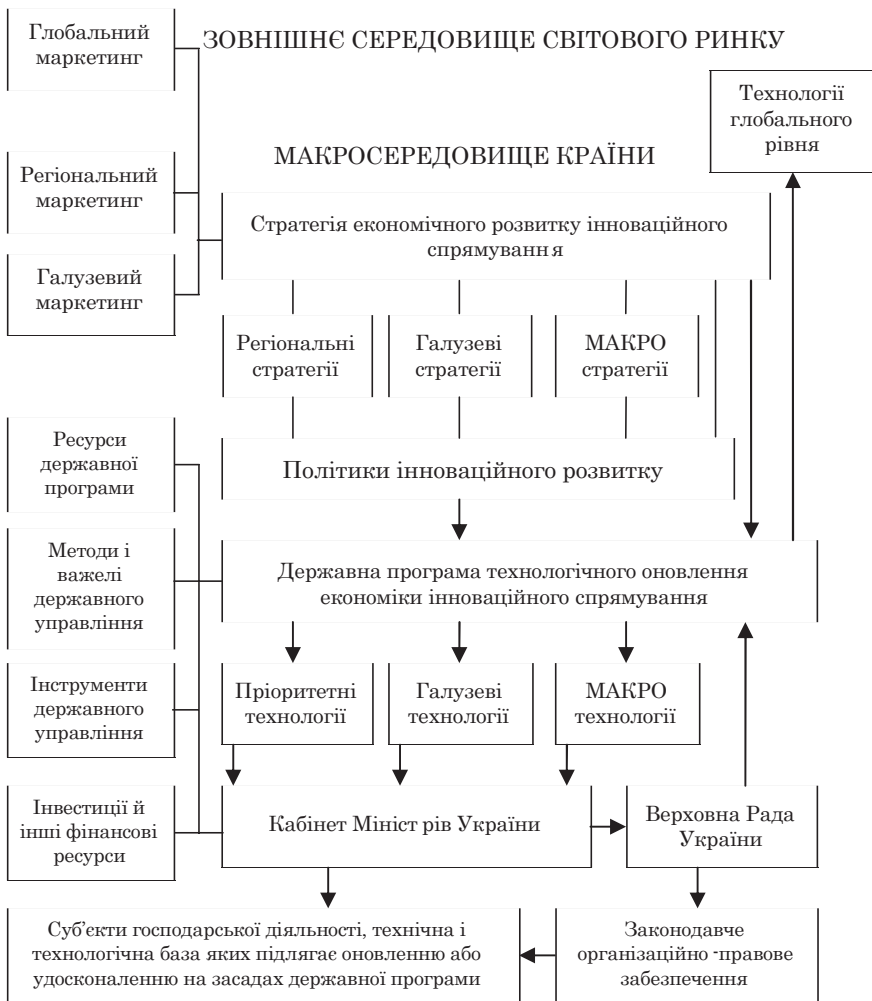 Глобальний
маркетинг
ЗОВНІШНЄ СЕРЕДОВИЩЕ СВІТОВОГО РИНКУ
Технології
глобального
рівня
МАКРОСЕРЕДОВИЩЕ КРАЇНИ
Регіональний
маркетинг
Стратегія економічного розвитку інноваційного
спрямування
Галузевий
маркетинг
Регіональні
стратегії
Галузеві
стратегії
МАКРО
стратегії
Ресурси
державної
програми
Політики інноваційного розвитку
Методи і
важелі
державного
управління
Державна програма технологічного оновлення
економіки інноваційного спрямування
Інструменти
державного
управління
Пріоритетні
технології
Галузеві
технології
МАКРО
технології
Інвестиції й
інші фінансові
ресурси
Кабінет Мініст рів України
Верховна Рада
України
Суб’єкти господарської діяльності, технічна і
технологічна база яких підлягає оновленню або
удосконаленню на засадах державної програми
Законодавче
організаційно -правове
забезпечення